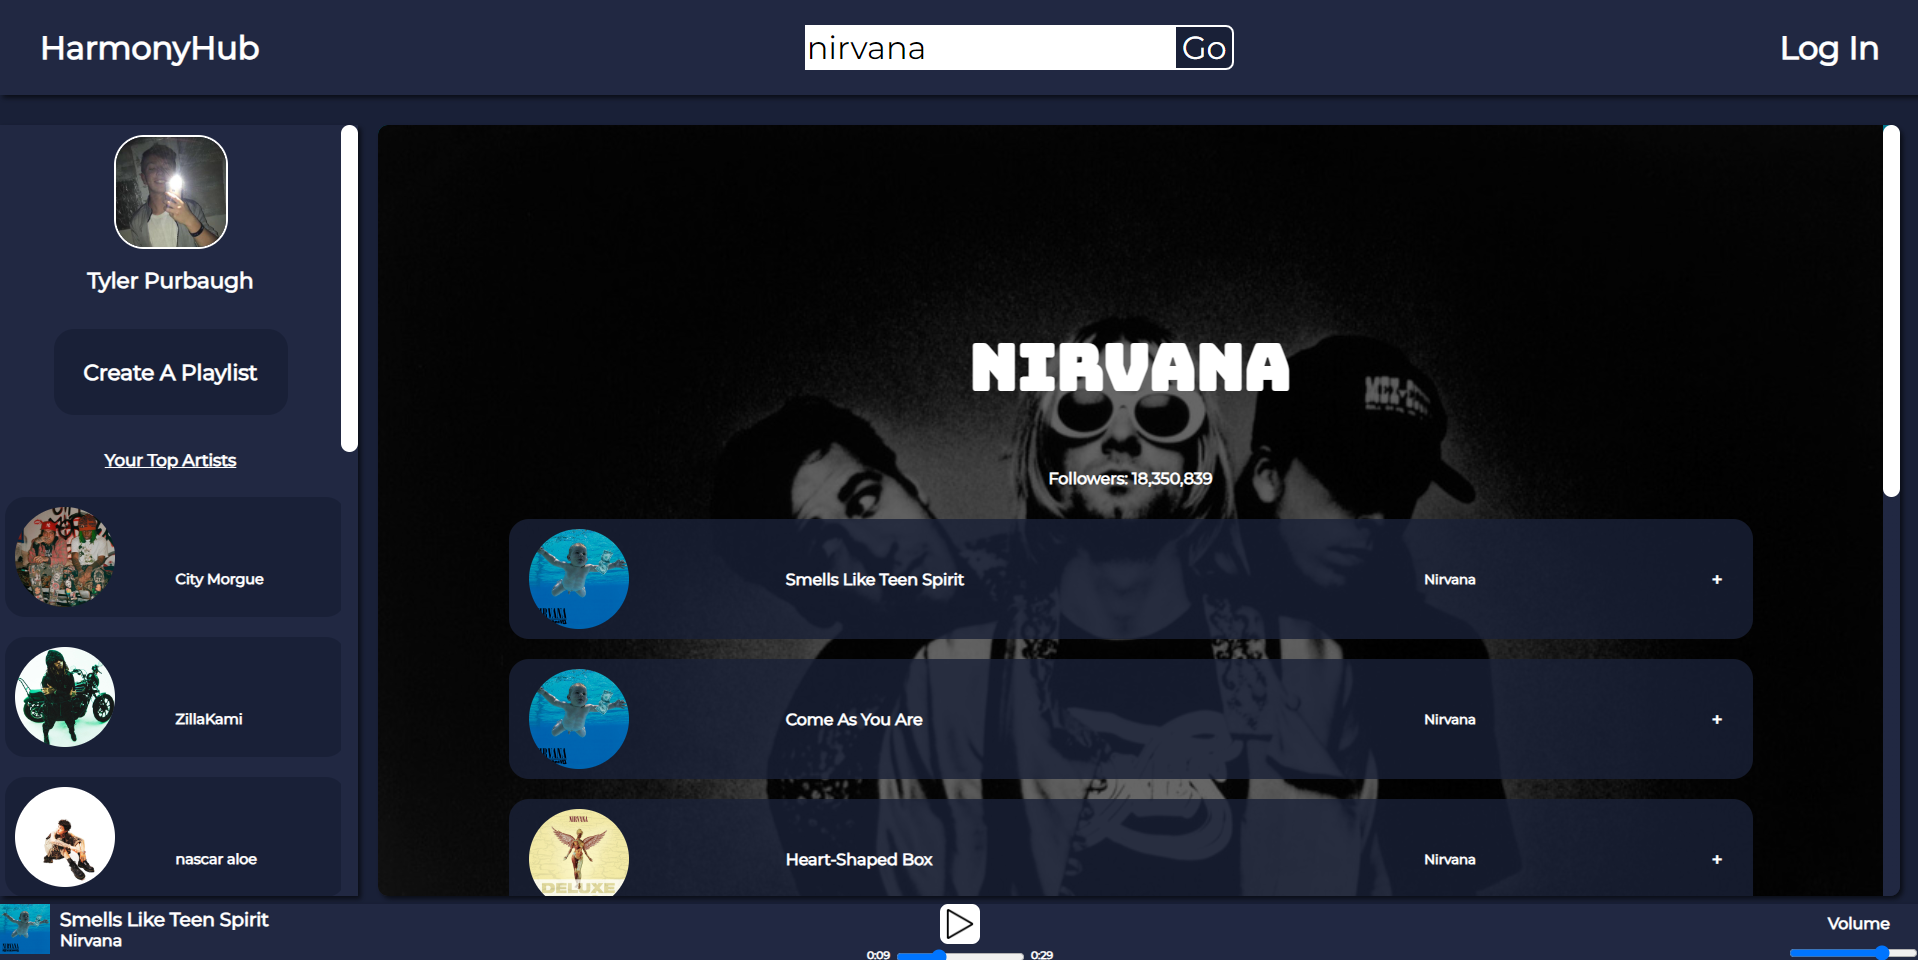 HarmonyHub
nirvana
Go
Log In
Tyler Purbaugh
Create A Playlist
Your Top Artists
City Morgue
ZillaKami
nascar aloe
NIRVANA
Followers: 18,350,839
Smells Like Teen Spirit
Nirvana
+
Come As You Are
Nirvana
+
NIRVANA
DELUXE
Heart-Shaped Box
Nirvana
+
Smells Like Teen Spirit
Nirvana
0:09
0:29
Volume